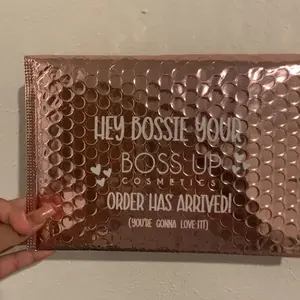 HEY BOSSIE YOUR
BOSS UP
COSMETICS
ORDER HAS ARRIVED!
(YOU'RE GONNA LOVE IT!)